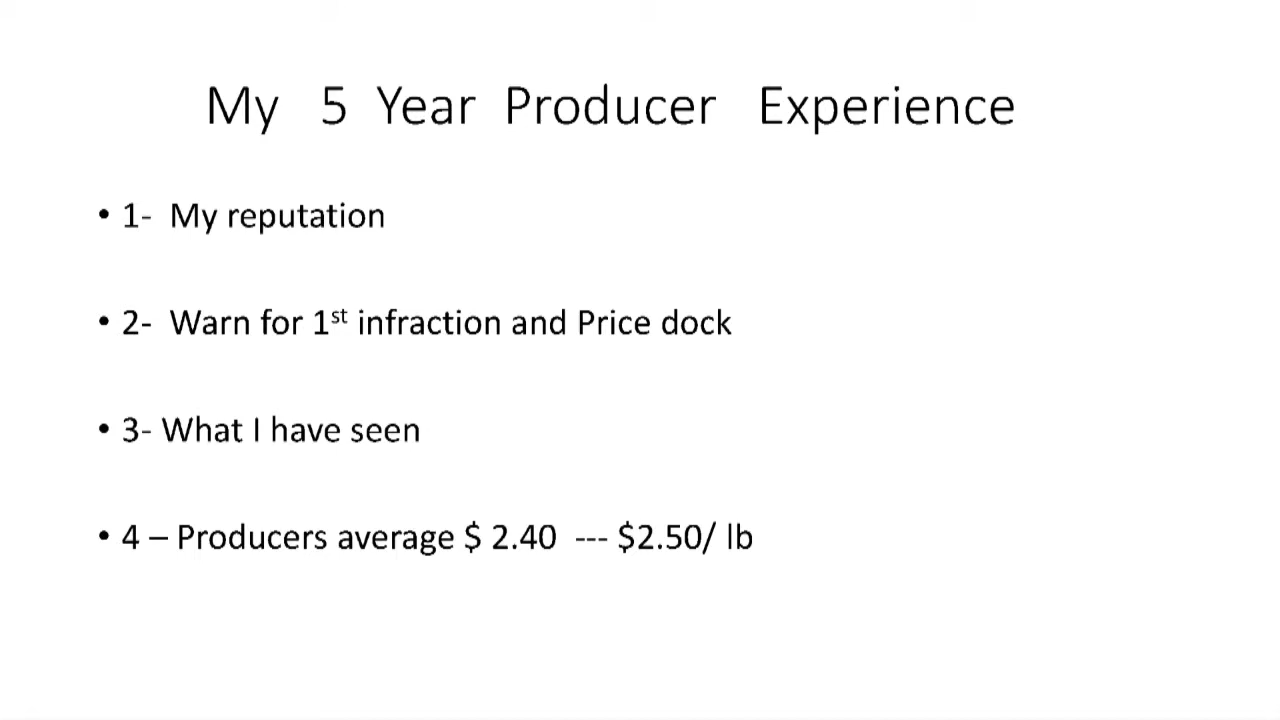 My 5 Year Producer Experience
• 1- My reputation
• 2- Warn for 1st infraction and Price dock
• 3- What I have seen
• 4 – Producers average $ 2.40 --- $2.50/ lb